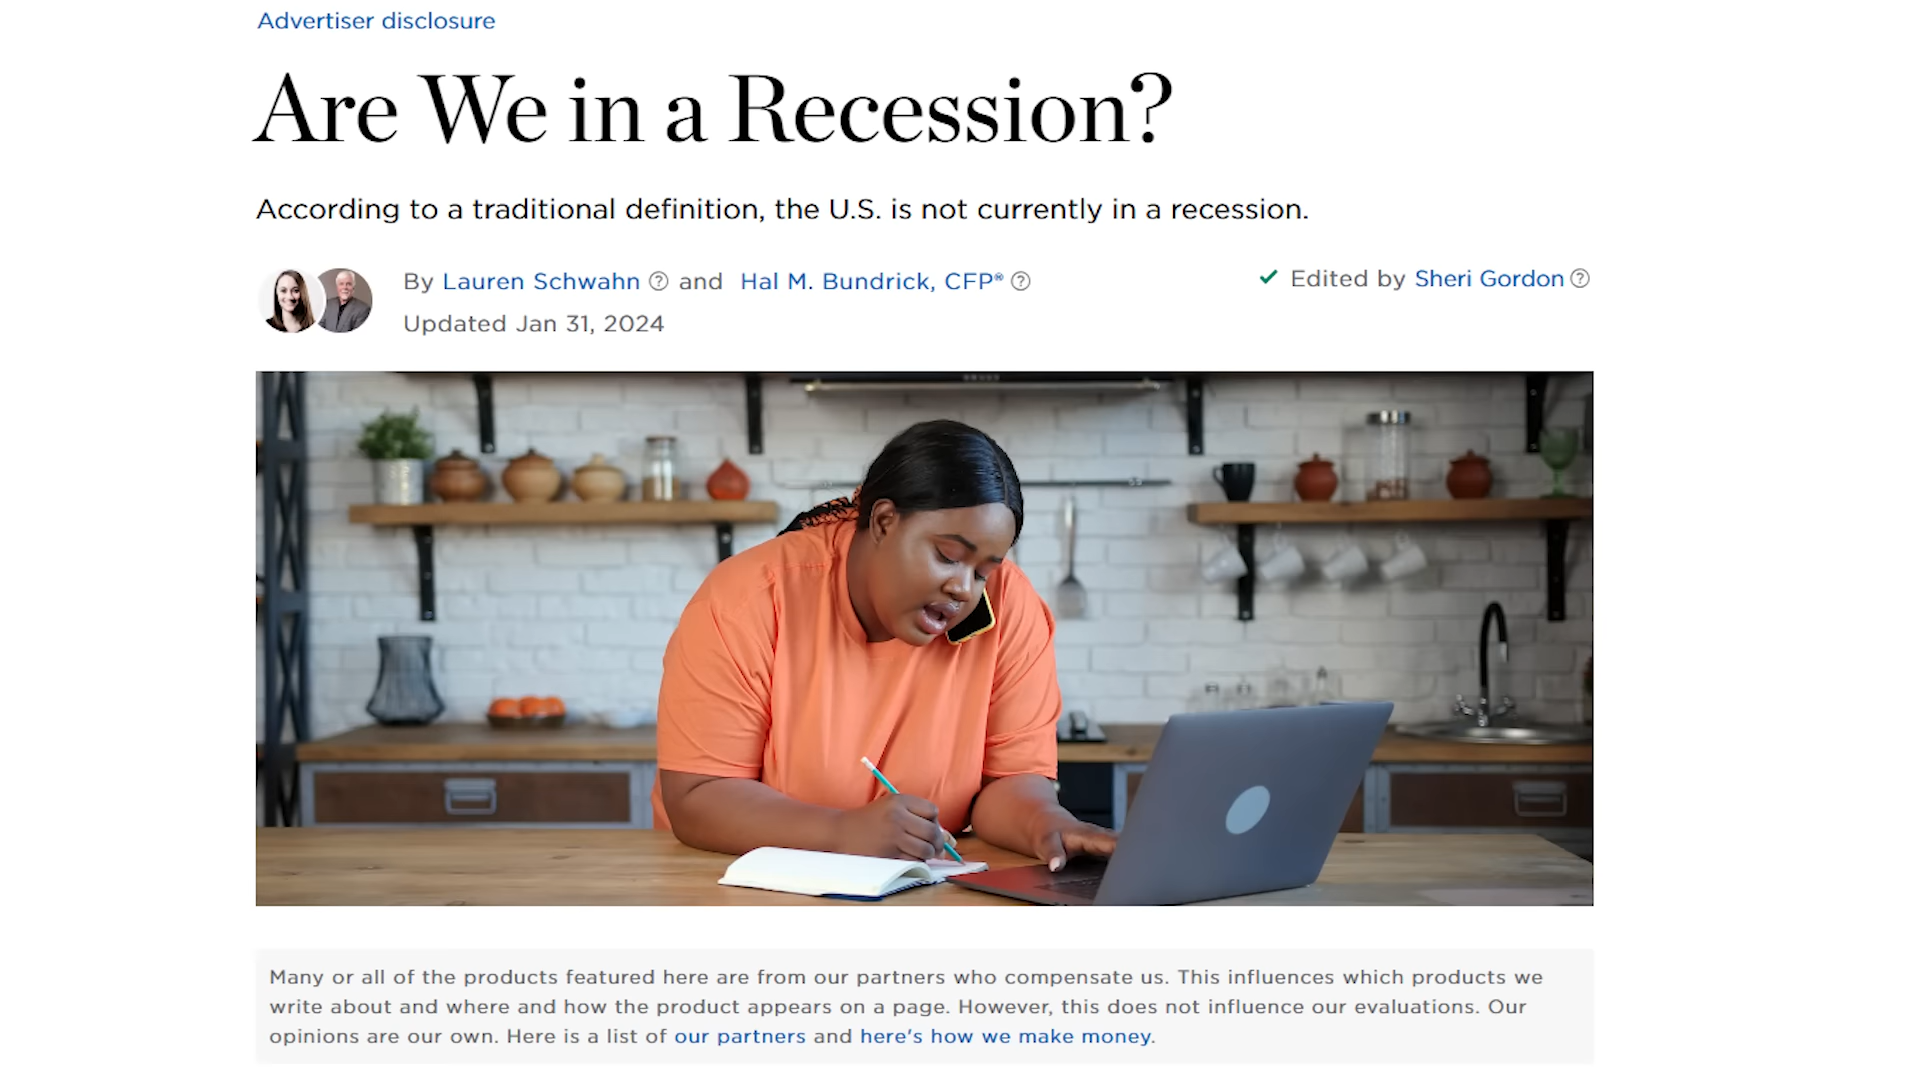 Advertiser disclosure
Are We in a Recession?
According to a traditional definition, the U.S. is not currently in a recession.
By Lauren Schwahn and Hal M. Bundrick, CFP®
Edited by Sheri Gordon
Updated Jan 31, 2024
Many or all of the products featured here are from our partners who compensate us. This influences which products we
write about and where and how the product appears on a page. However, this does not influence our evaluations. Our
opinions are our own. Here is a list of our partners and here's how we make money.